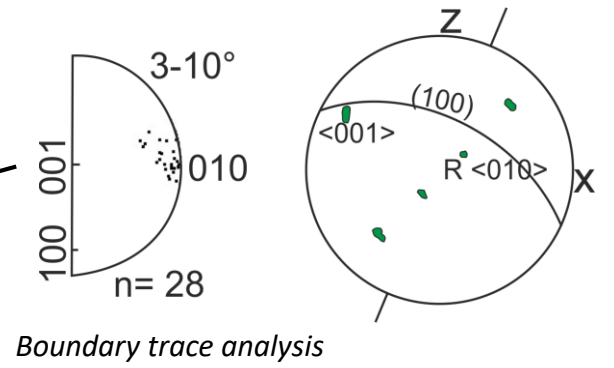 3-10°
001
010
100
n= 28
Z
(100)
<001>
R <010>
X
Boundary trace analysis